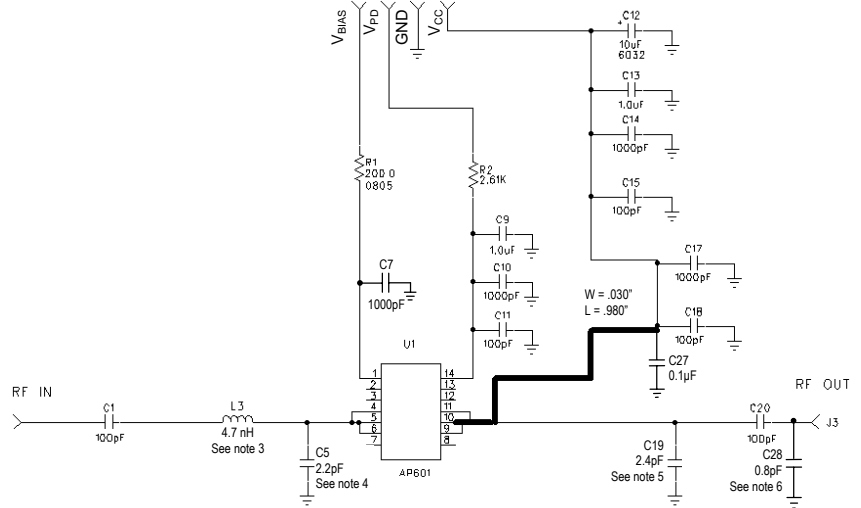 VBIAS
VPD
GND
VCC
C12
+
10uF
6032
C13
1.0uF
C14
1000pF
R1
20D 0
0805
R2
2.61K
C15
100pF
C9
1.0uF
C17
1000pF
C7
1000pF
C10
1000pF
W = .030"
L = .980"
C18
100pF
C11
100pF
U1
C27
0.1µF
1
2
3
4
5
6
7
14
13
12
11
10
9
8
RF IN
RF OUT
C1
100pF
L3
4.7 nH
See note 3
C20
10DpF
J3
C5
2.2pF
See note 4
AP601
C19
2.4pF
See note 5
C28
0.8pF
See note 6